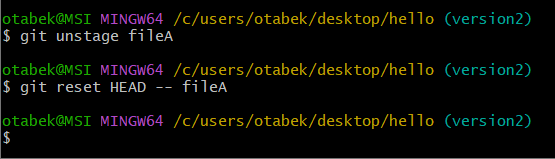 otabek@MSI MINGW64 /c/users/otabek/desktop/hello (version2)
$ git unstage fileA
otabek@MSI MINGW64 /c/users/otabek/desktop/hello (version2)
$ git reset HEAD -- fileA
otabek@MSI MINGW64 /c/users/otabek/desktop/hello (version2)
$